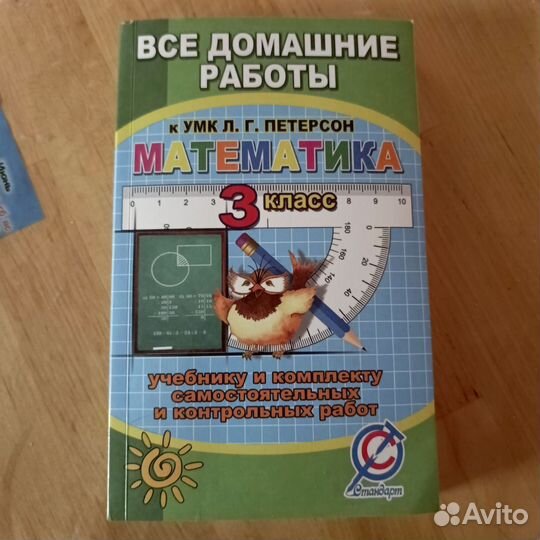 ВСЕ ДОМАШНИЕ
РАБОТЫ
к УМК Л. Г. ПЕТЕРСОН
МАТЕМАТИКА
3 класс
учебнику и комплекту
самостоятельных
и контрольных работ
Стандарт
Avito